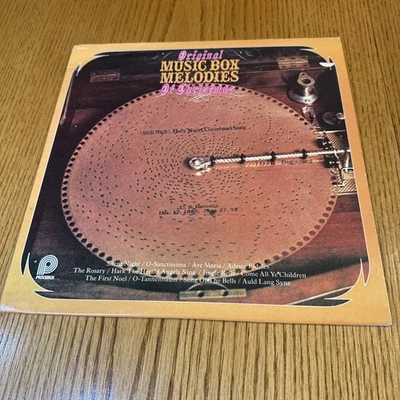 Original
MUSIC BOX
MELODIES
Of Christmas
Still Night, Holy Night, Christmas Song
Silent Night / O-Sanctissima / Ave Maria / Adeste Fideles
The Rosary / Hark The Herald Angels Sing / Jingle Bells / Come All Ye Children
The First Noel / O-Tannenbaum / Song Of The Bells / Auld Lang Syne
PICKWICK